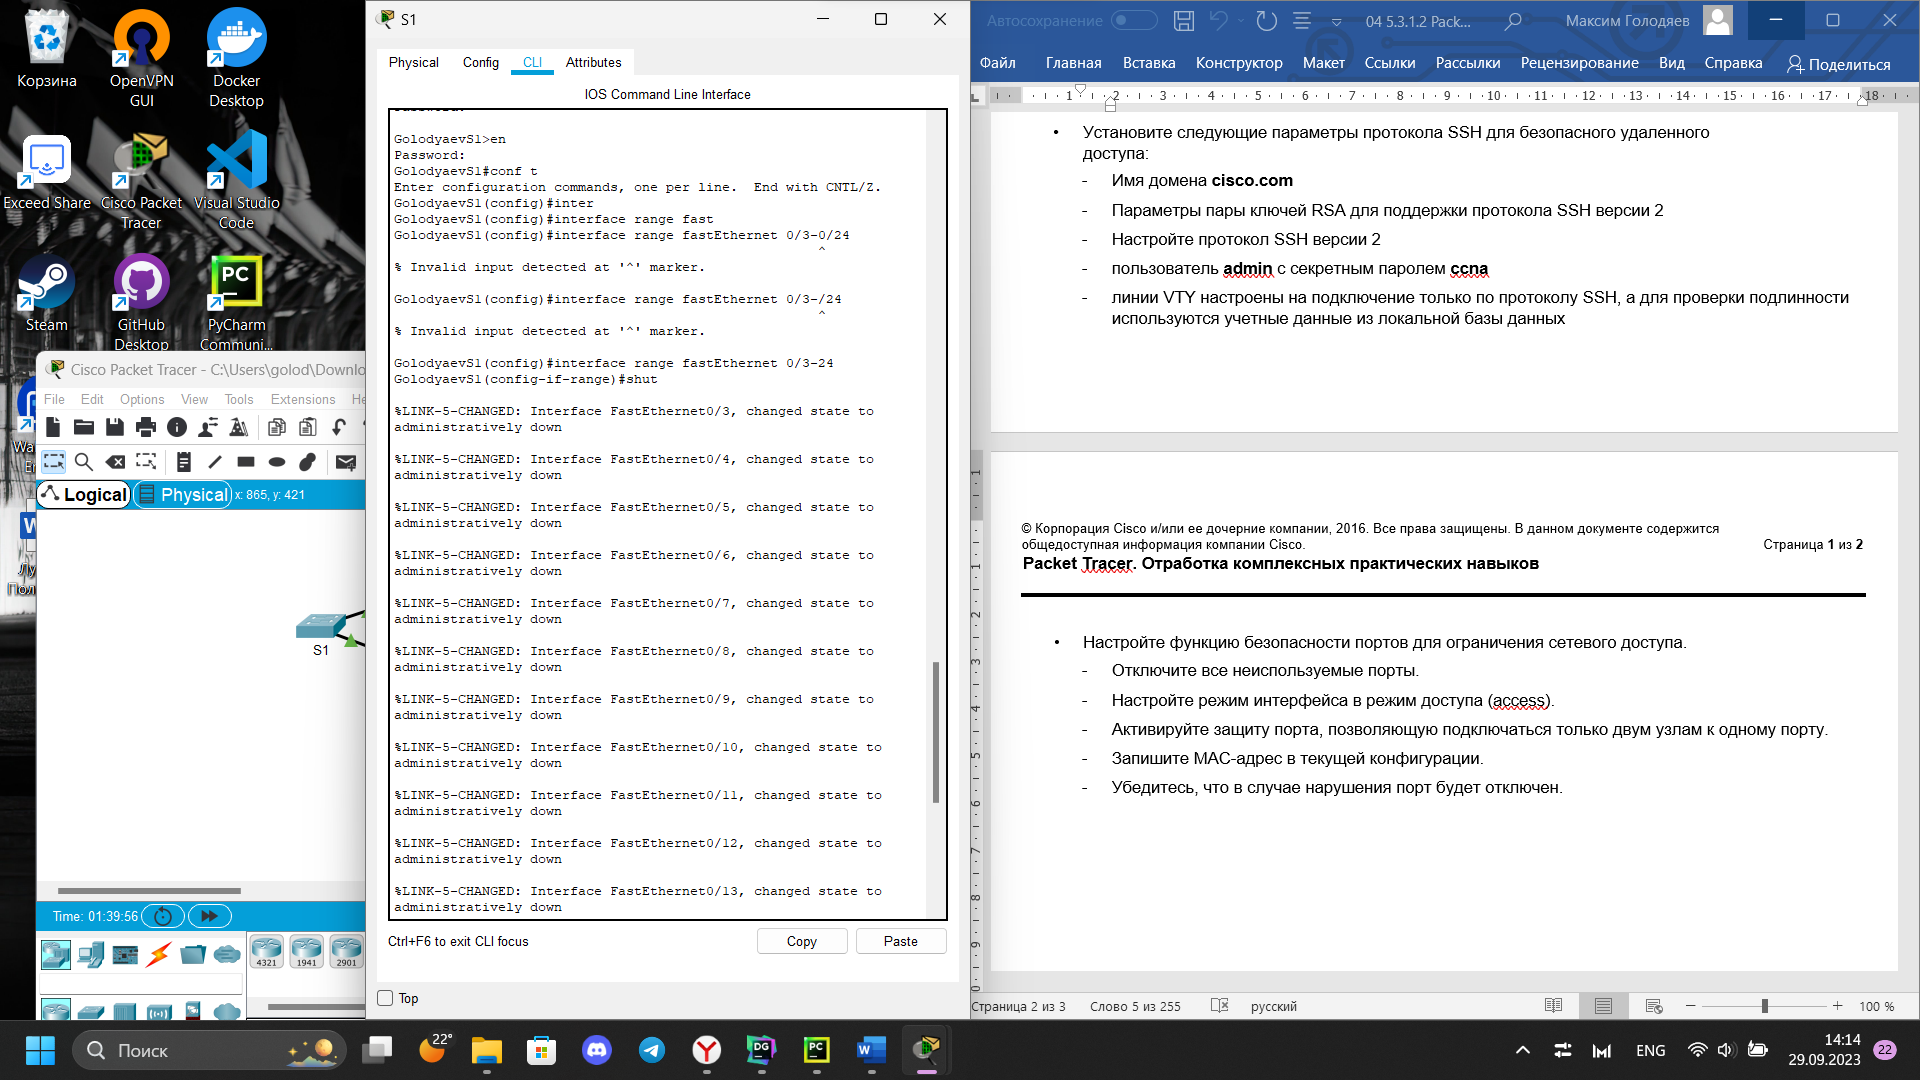 Корзина
OpenVPN GUI
Docker Desktop
Exceed Share
Cisco Packet Tracer
Visual Studio Code
Steam
GitHub Desktop
PyCharm Communi...
S1
Physical
Config
CLI
Attributes
IOS Command Line Interface
GolodyaevS1>en
Password:
GolodyaevS1#conf t
Enter configuration commands, one per line.  End with CNTL/Z.
GolodyaevS1(config)#inter
GolodyaevS1(config)#interface range fast
GolodyaevS1(config)#interface range fastEthernet 0/3-0/24
^
% Invalid input detected at '^' marker.
GolodyaevS1(config)#interface range fastEthernet 0/3-/24
^
% Invalid input detected at '^' marker.
GolodyaevS1(config)#interface range fastEthernet 0/3-24
GolodyaevS1(config-if-range)#shut
%LINK-5-CHANGED: Interface FastEthernet0/3, changed state to
administratively down
%LINK-5-CHANGED: Interface FastEthernet0/4, changed state to
administratively down
%LINK-5-CHANGED: Interface FastEthernet0/5, changed state to
administratively down
%LINK-5-CHANGED: Interface FastEthernet0/6, changed state to
administratively down
%LINK-5-CHANGED: Interface FastEthernet0/7, changed state to
administratively down
%LINK-5-CHANGED: Interface FastEthernet0/8, changed state to
administratively down
%LINK-5-CHANGED: Interface FastEthernet0/9, changed state to
administratively down
%LINK-5-CHANGED: Interface FastEthernet0/10, changed state to
administratively down
%LINK-5-CHANGED: Interface FastEthernet0/11, changed state to
administratively down
%LINK-5-CHANGED: Interface FastEthernet0/12, changed state to
administratively down
%LINK-5-CHANGED: Interface FastEthernet0/13, changed state to
administratively down
Ctrl+F6 to exit CLI focus
Copy
Paste
Top
Cisco Packet Tracer - C:\Users\golod\Downlo
File Edit Options View Tools Extensions He
Logical
Physical
x: 865, y: 421
S1
Time: 01:39:56
4321
1941
2901
Автосохранение
04 5.3.1.2 Pack...
Максим Голодяев
Файл Главная Вставка Конструктор Макет Ссылки Рассылки Рецензирование Вид Справка Поделиться
1 2 3 4 5 6 7 8 9 10 11 12 13 14 15 16 17 18
• Установите следующие параметры протокола SSH для безопасного удаленного
доступа:
- Имя домена cisco.com
- Параметры пары ключей RSA для поддержки протокола SSH версии 2
- Настройте протокол SSH версии 2
- пользователь admin с секретным паролем ccna
- линии VTY настроены на подключение только по протоколу SSH, а для проверки подлинности
используются учетные данные из локальной базы данных
© Корпорация Cisco и/или ее дочерние компании, 2016. Все права защищены. В данном документе содержится
общедоступная информация компании Cisco.
Страница 1 из 2
Packet Tracer. Отработка комплексных практических навыков
• Настройте функцию безопасности портов для ограничения сетевого доступа.
- Отключите все неиспользуемые порты.
- Настройте режим интерфейса в режим доступа (access).
- Активируйте защиту порта, позволяющую подключаться только двум узлам к одному порту.
- Запишите MAC-адрес в текущей конфигурации.
- Убедитесь, что в случае нарушения порт будет отключен.
Страница 2 из 3
Слово 5 из 255
русский
100 %
Поиск
22°
ENG
14:14
29.09.2023
22